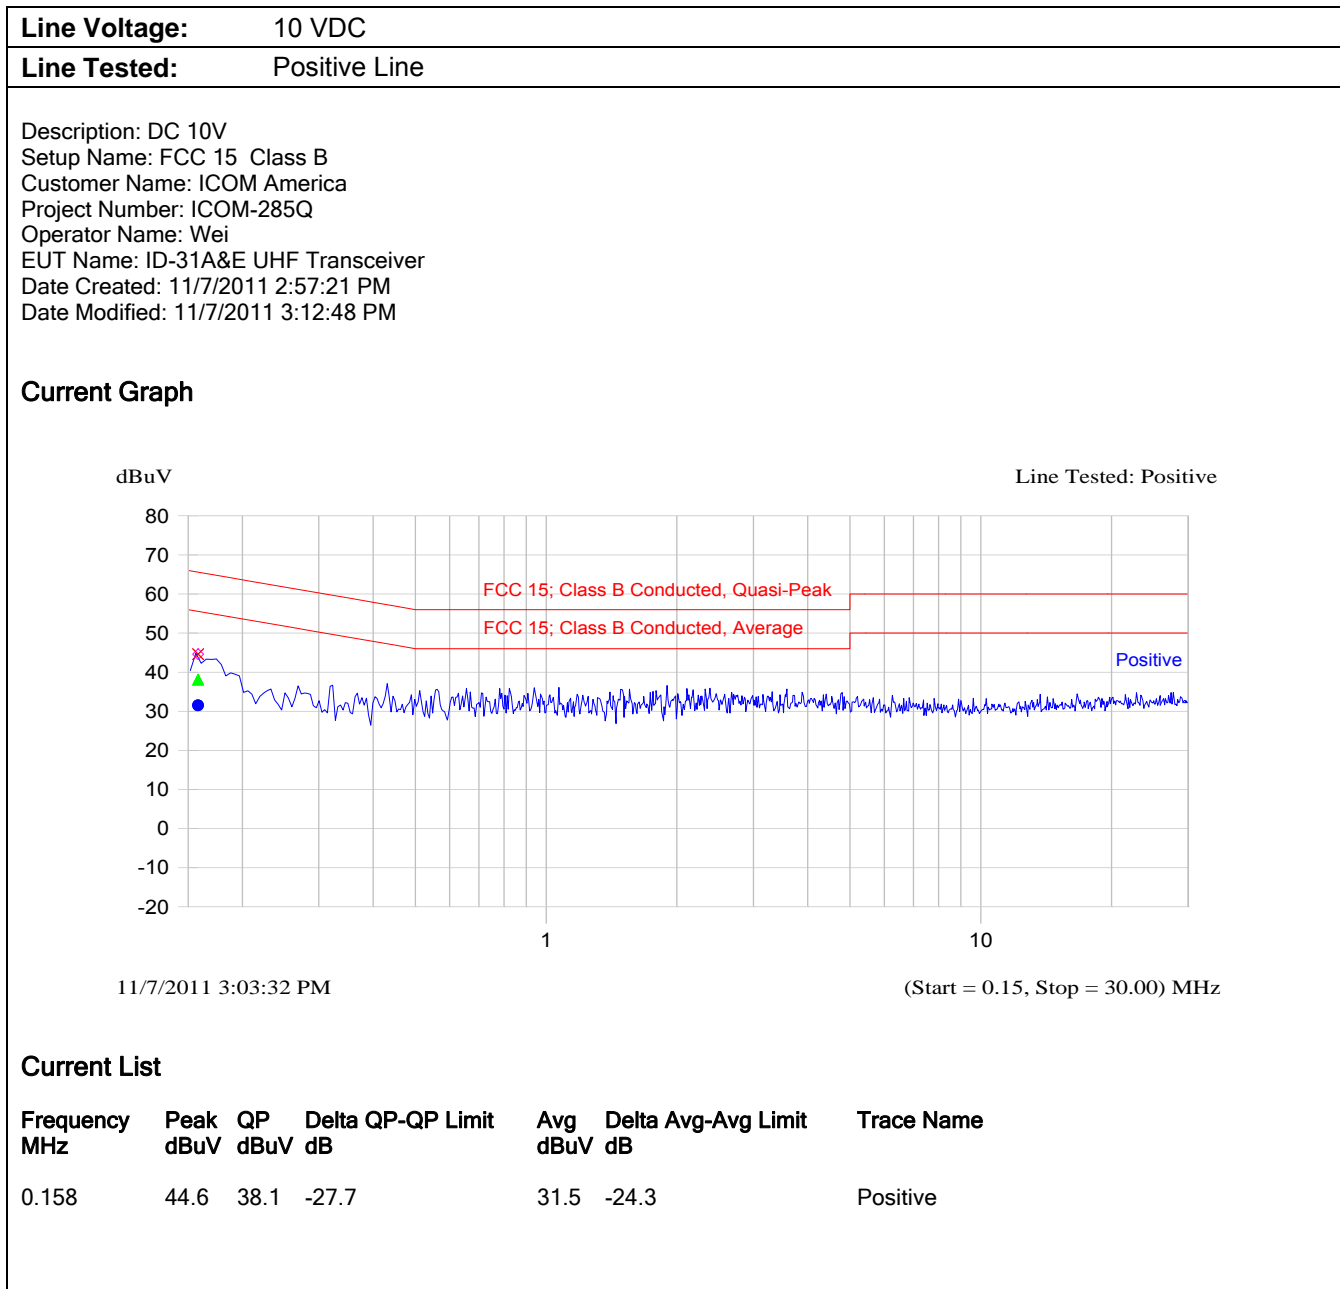 Line Voltage: 10 VDC
Line Tested: Positive Line
Description: DC 10V
Setup Name: FCC 15 Class B
Customer Name: ICOM America
Project Number: ICOM-285Q
Operator Name: Wei
EUT Name: ID-31A&E UHF Transceiver
Date Created: 11/7/2011 2:57:21 PM
Date Modified: 11/7/2011 3:12:48 PM
Current Graph
dBuV Line Tested: Positive
80
70
60
FCC 15; Class B Conducted, Quasi-Peak
50
FCC 15; Class B Conducted, Average
Positive
40
30
20
10
0
-10
-20
1 10
11/7/2011 3:03:32 PM (Start = 0.15, Stop = 30.00) MHz
Current List
Frequency Peak QP Delta QP-QP Limit Avg Delta Avg-Avg Limit Trace Name
MHz dBuV dBuV dB dBuV dB
0.158 44.6 38.1 -27.7 31.5 -24.3 Positive